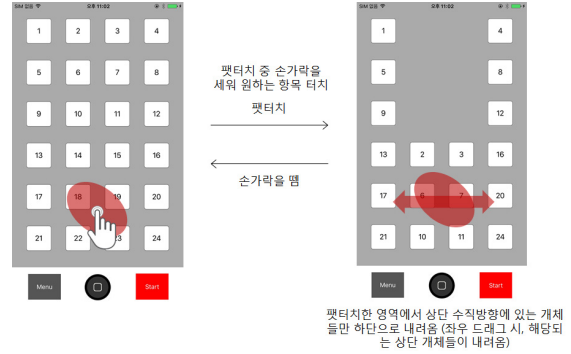 SIM 없음 오후 11:02
1 2 3 4
5 6 7 8
9 10 11 12
13 14 15 16
17 18 19 20
21 22 23 24
Menu Start
팻터치 중 손가락을
세워 원하는 항목 터치
팻터치
손가락을 뗌
SIM 없음 오후 11:02
1 4
5 8
9 12
13 2 3 16
17 6 7 20
21 10 11 24
Menu Start
팻터치한 영역에서 상단 수직방향에 있는 개체
들만 하단으로 내려옴 (좌우 드래그 시, 해당되
는 상단 개체들이 내려옴)